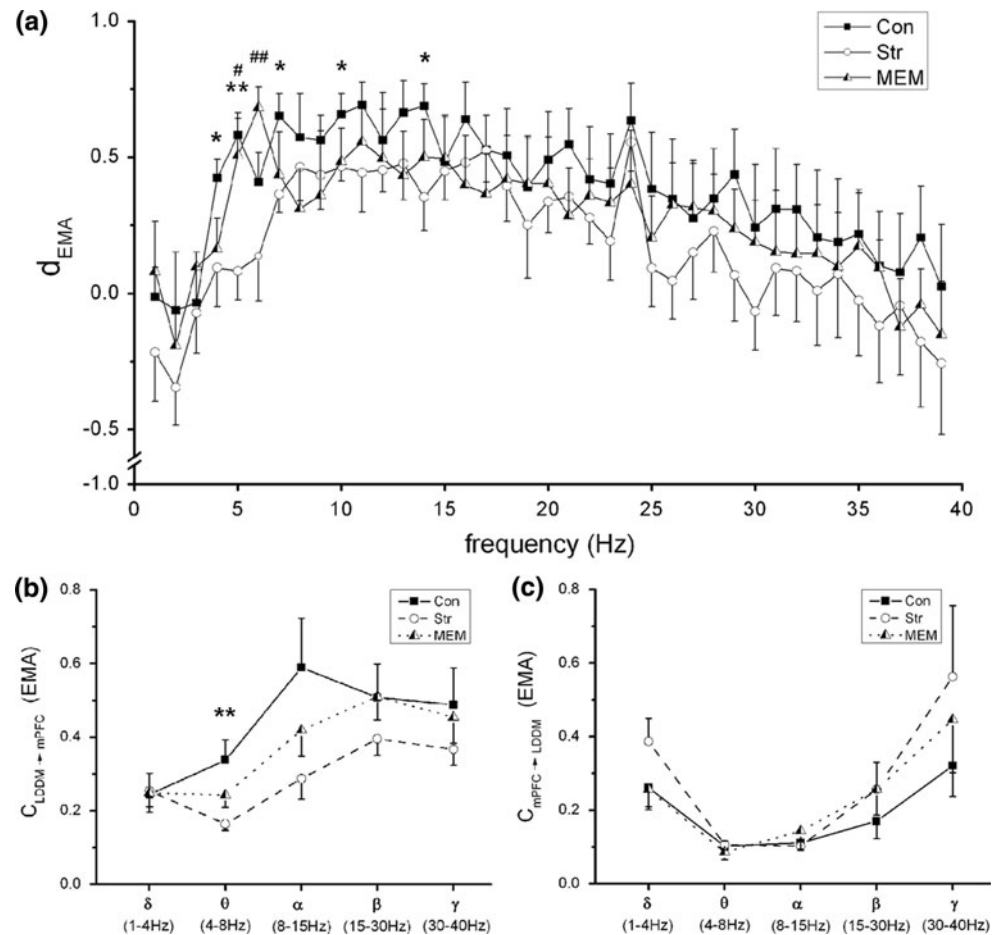 (a)
Con
Str
MEM
# ##
* ** * * *
1.0
0.5
0.0
-0.5
-1.0
d_EMA
0 5 10 15 20 25 30 35 40
frequency (Hz)
(b)
Con
Str
MEM
**
0.8
0.6
0.4
0.2
0.0
C_LDDM→mPFC (EMA)
δ θ α β γ
(1-4Hz) (4-8Hz) (8-15Hz) (15-30Hz) (30-40Hz)
(c)
Con
Str
MEM
0.8
0.6
0.4
0.2
0.0
C_mPFC→LDDM (EMA)
δ θ α β γ
(1-4Hz) (4-8Hz) (8-15Hz) (15-30Hz) (30-40Hz)